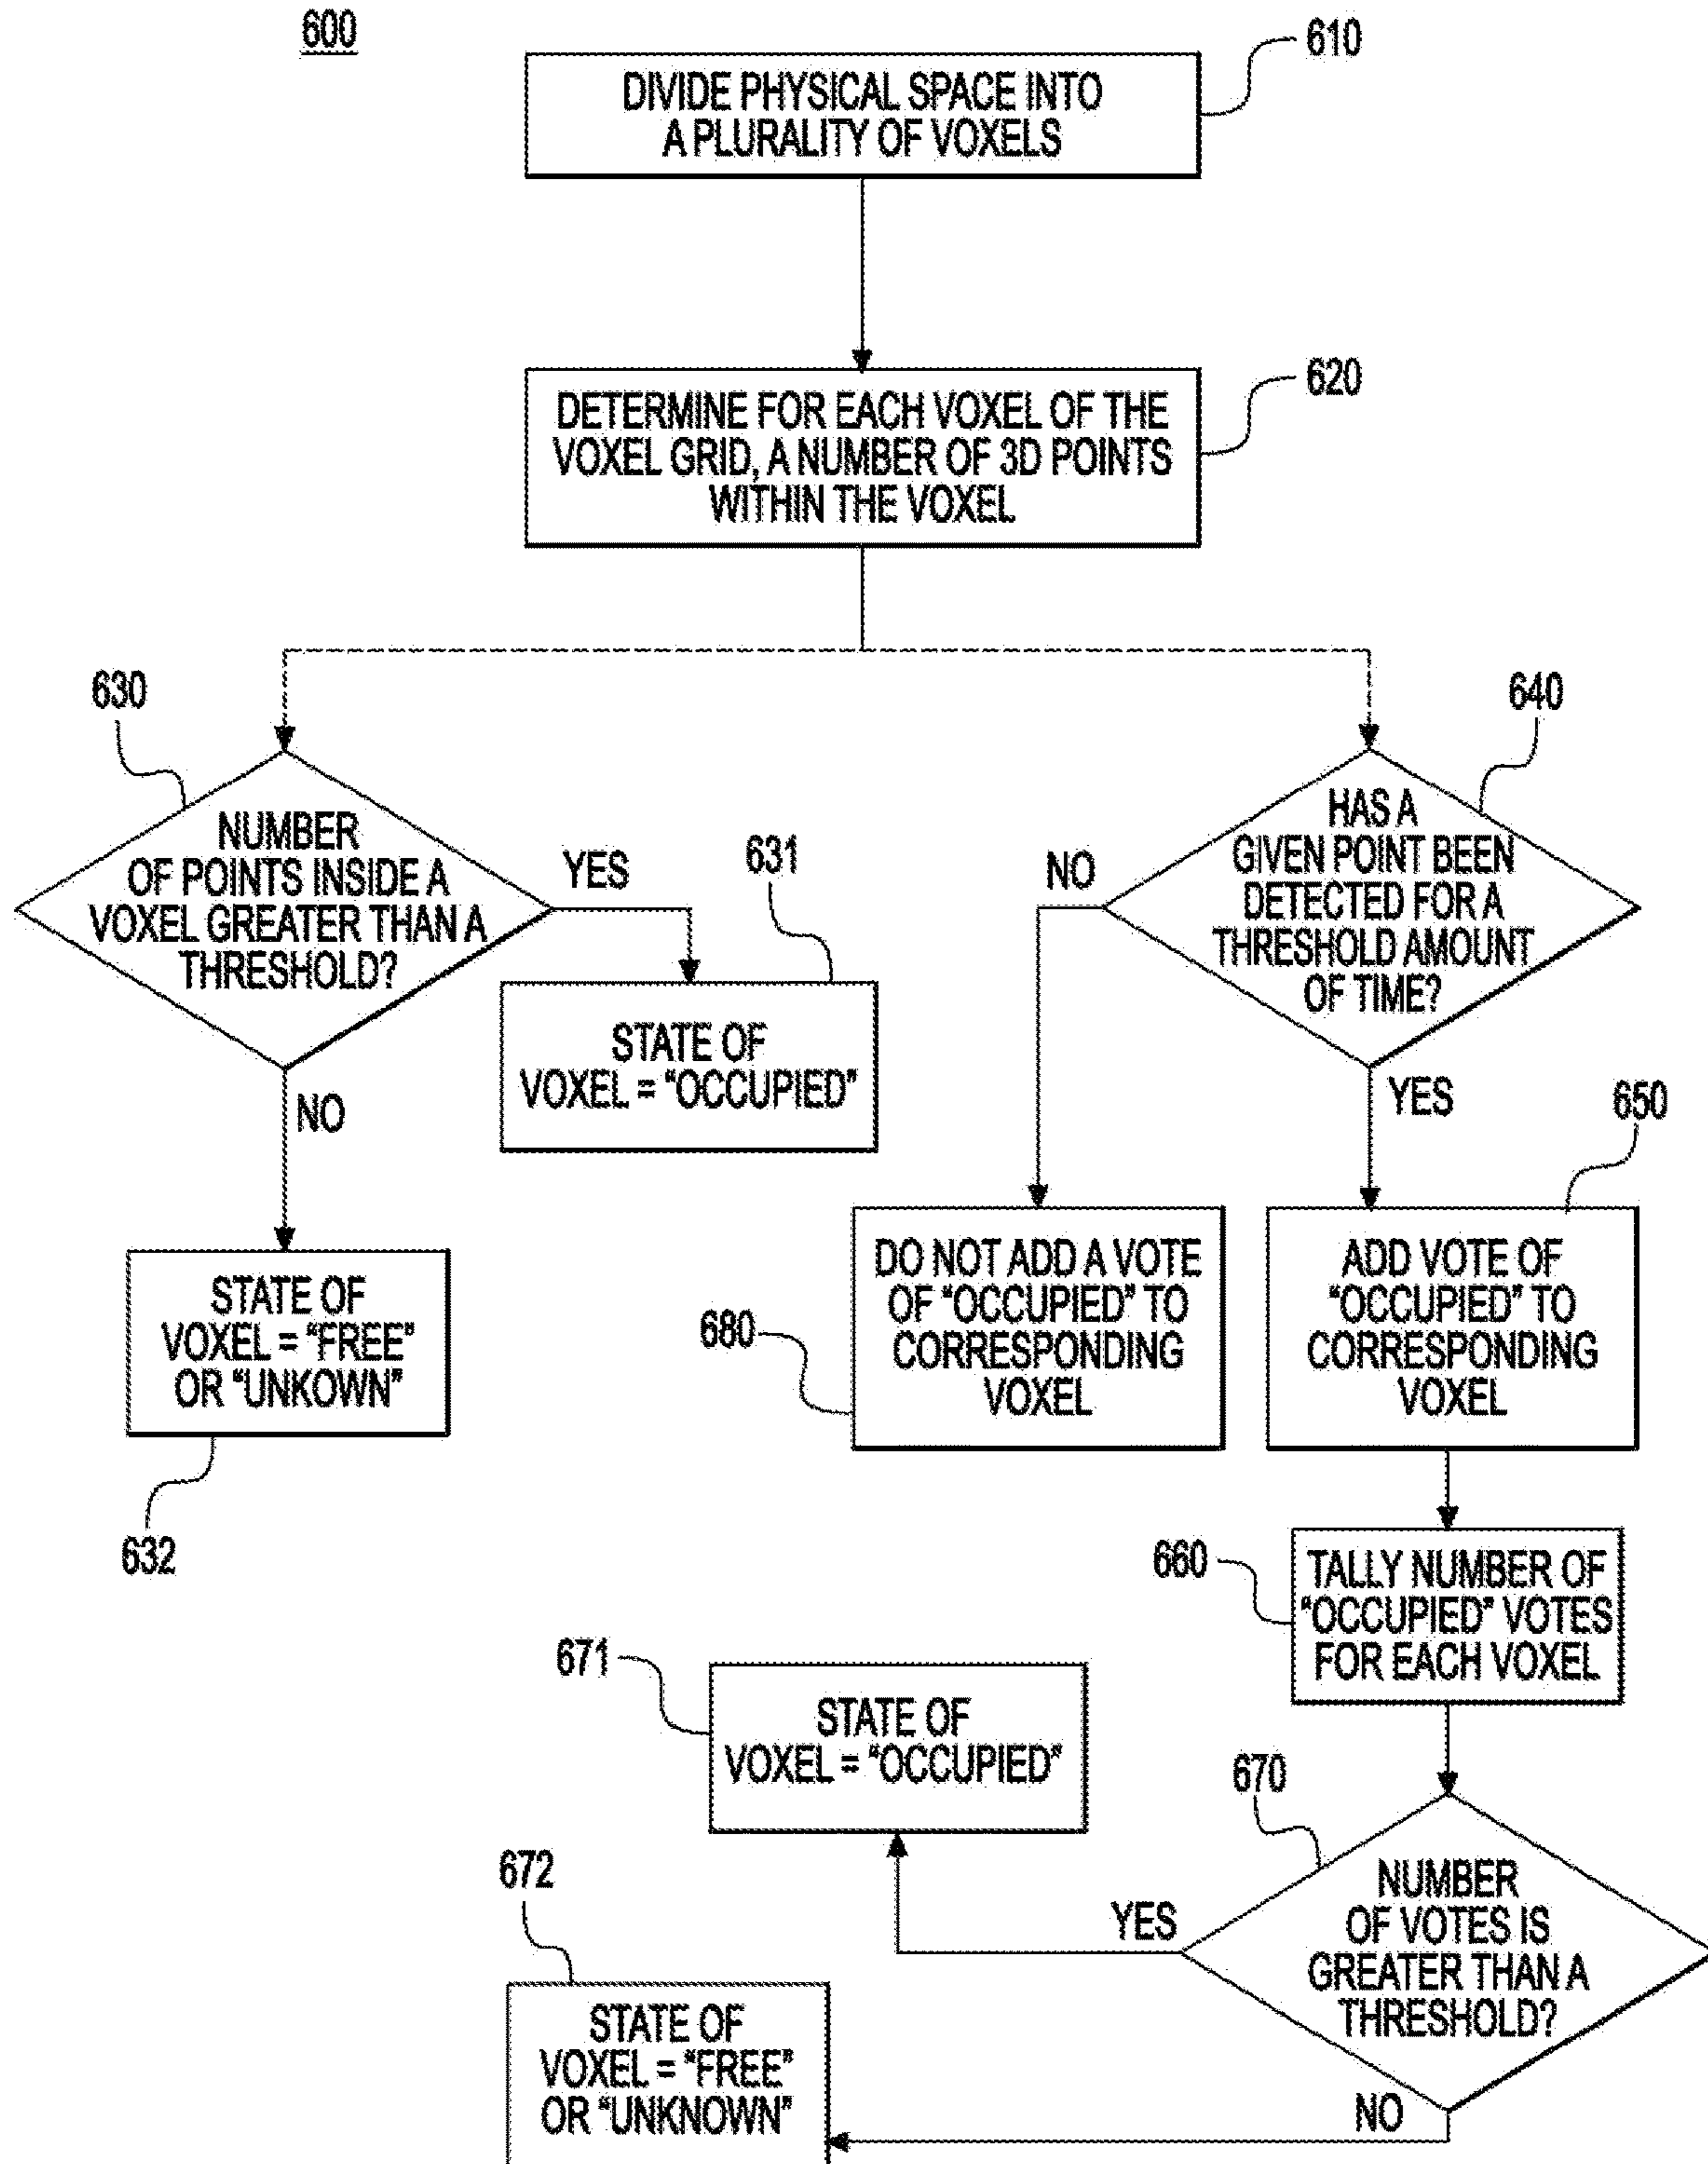 600
610
DIVIDE PHYSICAL SPACE INTO
A PLURALITY OF VOXELS
620
DETERMINE FOR EACH VOXEL OF THE
VOXEL GRID, A NUMBER OF 3D POINTS
WITHIN THE VOXEL
630
NUMBER
OF POINTS INSIDE A
VOXEL GREATER THAN A
THRESHOLD?
YES
631
STATE OF
VOXEL = "OCCUPIED"
NO
STATE OF
VOXEL = "FREE"
OR "UNKOWN"
632
640
HAS A
GIVEN POINT BEEN
DETECTED FOR A
THRESHOLD AMOUNT
OF TIME?
NO
YES
650
DO NOT ADD A VOTE
OF "OCCUPIED" TO
CORRESPONDING
VOXEL
680
ADD VOTE OF
"OCCUPIED" TO
CORRESPONDING
VOXEL
660
TALLY NUMBER OF
"OCCUPIED" VOTES
FOR EACH VOXEL
671
STATE OF
VOXEL = "OCCUPIED"
670
NUMBER
OF VOTES IS
GREATER THAN A
THRESHOLD?
YES
672
STATE OF
VOXEL = "FREE"
OR "UNKNOWN"
NO